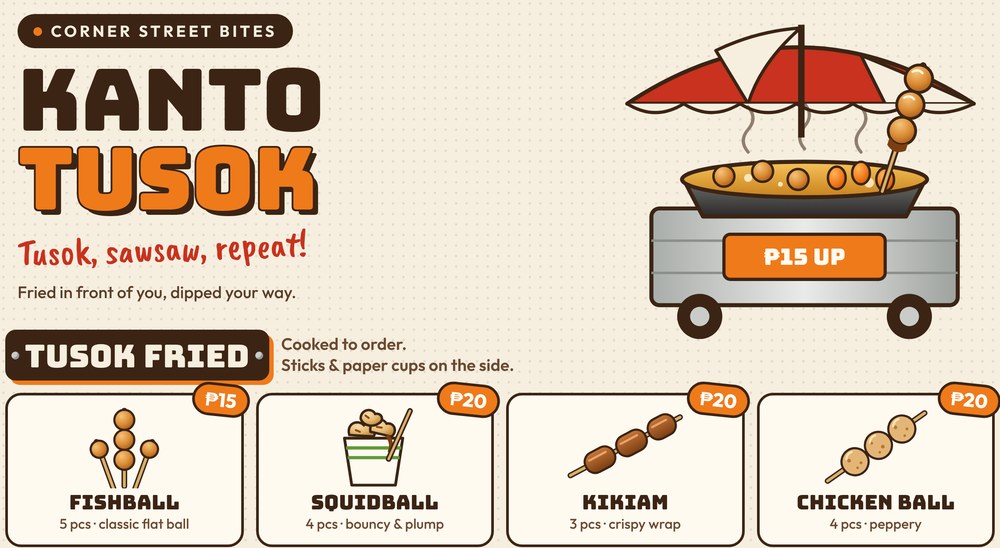 CORNER STREET BITES
KANTO
TUSOK
Tusok, sawsaw, repeat!
Fried in front of you, dipped your way.
₱15 UP
TUSOK FRIED
Cooked to order.
Sticks & paper cups on the side.
₱15
FISHBALL
5 pcs · classic flat ball
₱20
SQUIDBALL
4 pcs · bouncy & plump
₱20
KIKIAM
3 pcs · crispy wrap
₱20
CHICKEN BALL
4 pcs · peppery